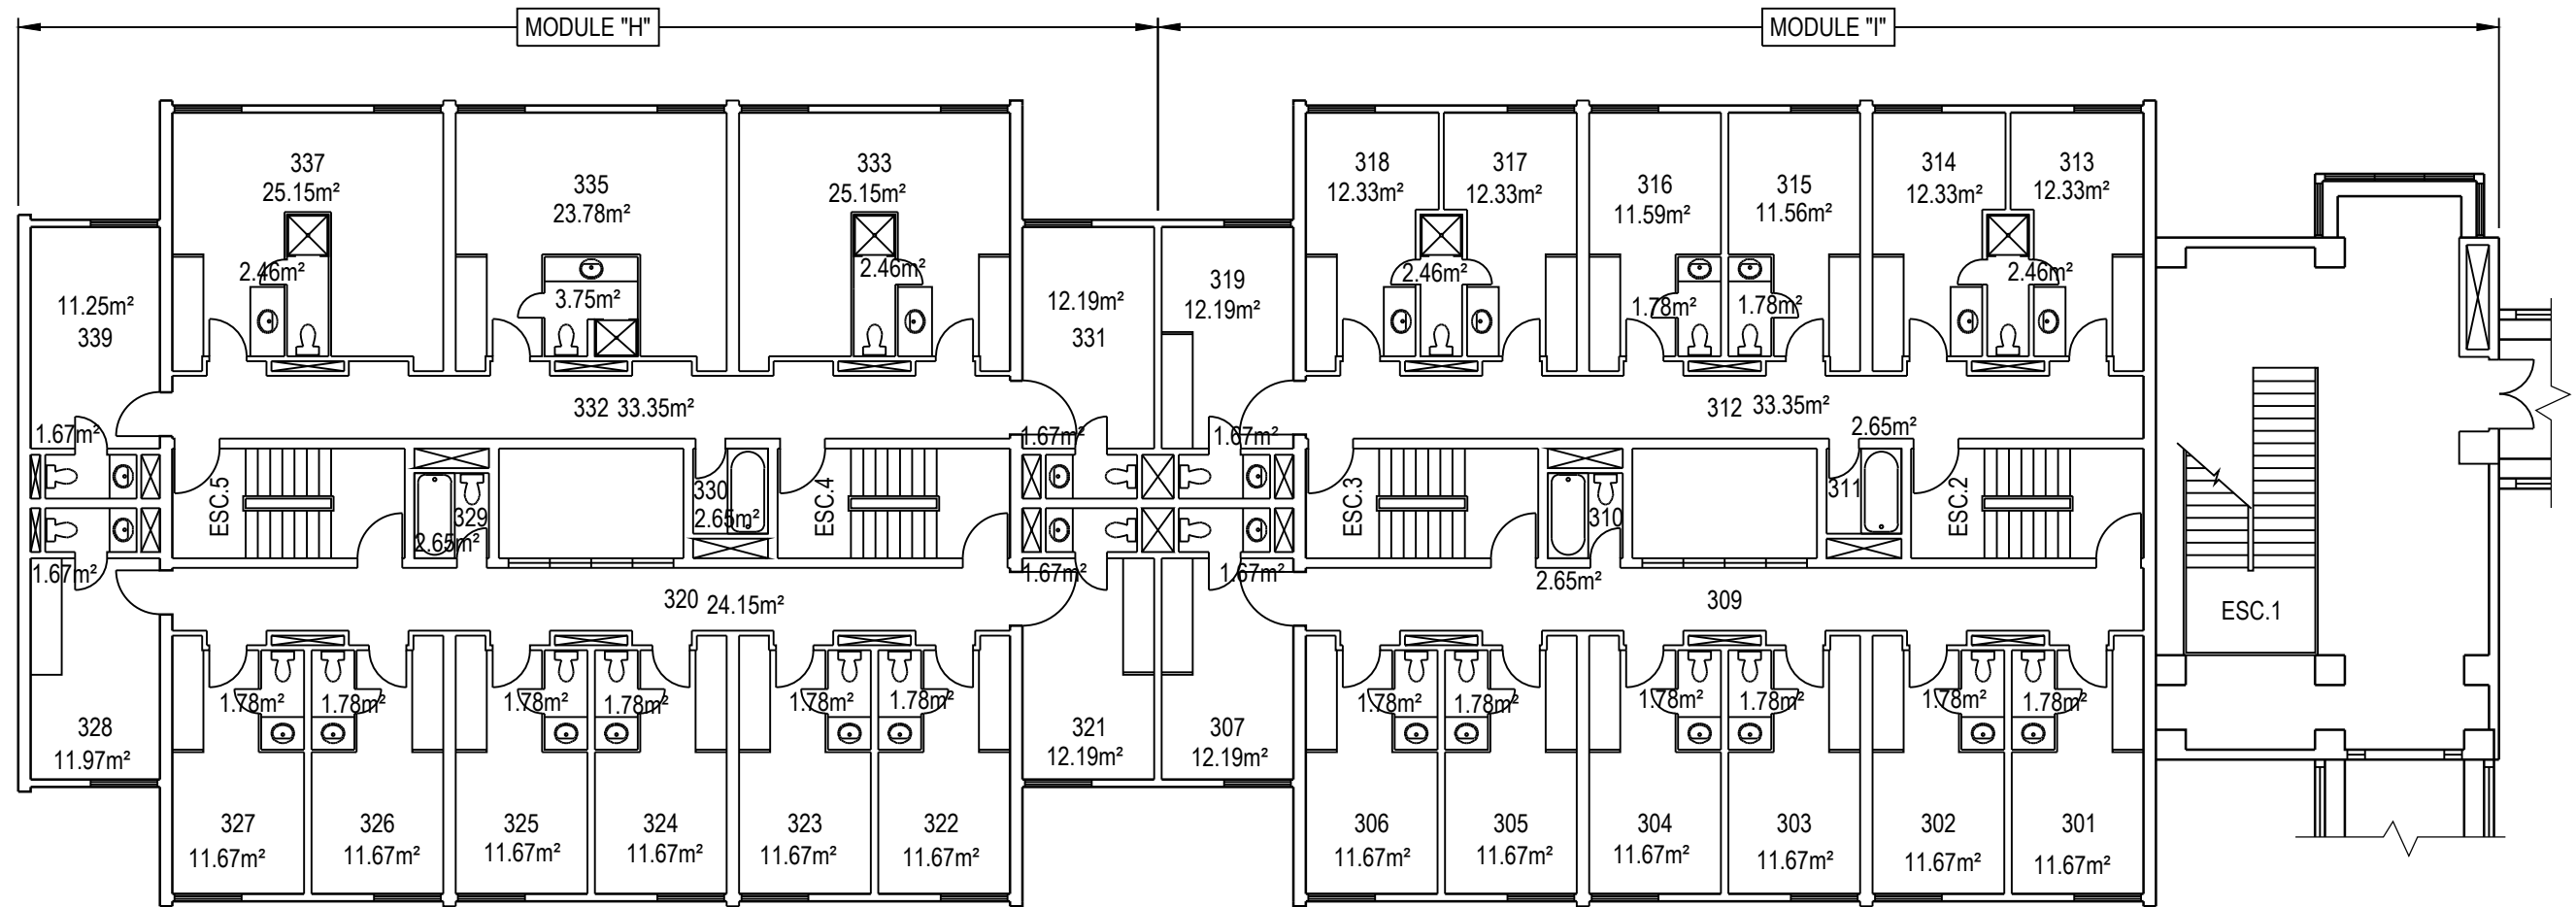 MODULE "H"
MODULE "I"
337
25.15m²
335
23.78m²
333
25.15m²
318
12.33m²
317
12.33m²
316
11.59m²
315
11.56m²
314
12.33m²
313
12.33m²
2.46m²
3.75m²
2.46m²
11.25m²
339
12.19m²
331
319
12.19m²
2.46m²
1.78m²
1.78m²
2.46m²
332 33.35m²
312 33.35m²
1.67m²
1.67m²
1.67m²
2.65m²
ESC.5
329
2.65m²
330
2.65m²
ESC.4
ESC.3
310
2.65m²
311
ESC.2
1.67m²
1.67m²
1.67m²
320 24.15m²
309
ESC.1
1.78m²
1.78m²
1.78m²
1.78m²
1.78m²
1.78m²
1.78m²
1.78m²
1.78m²
1.78m²
1.78m²
1.78m²
328
11.97m²
321
12.19m²
307
12.19m²
327
11.67m²
326
11.67m²
325
11.67m²
324
11.67m²
323
11.67m²
322
11.67m²
306
11.67m²
305
11.67m²
304
11.67m²
303
11.67m²
302
11.67m²
301
11.67m²